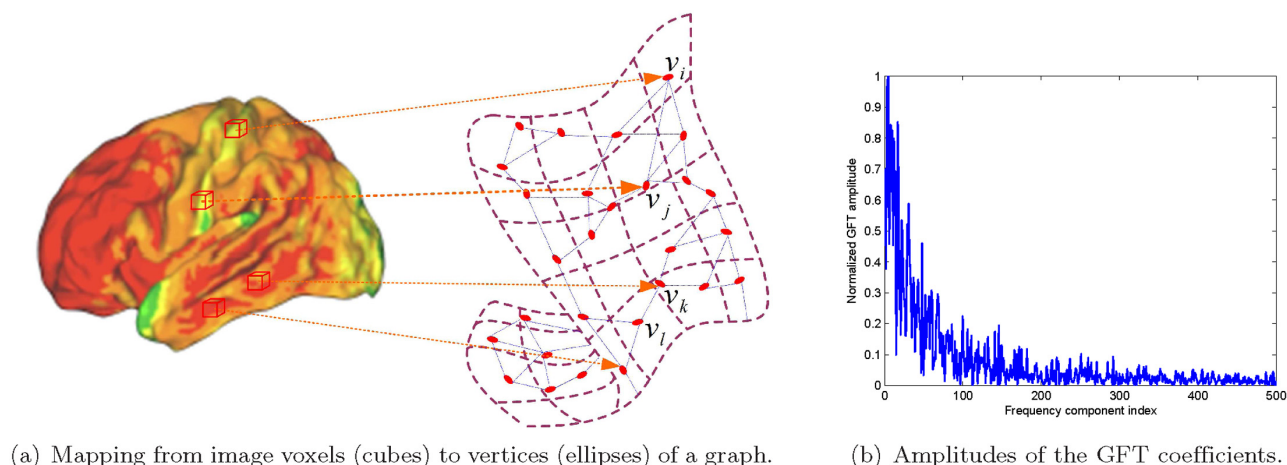 v_i
v_j
v_k
v_l
1
0.9
0.8
0.7
0.6
0.5
0.4
0.3
0.2
0.1
0
Normalized GFT amplitude
0 100 200 300 400 500
Frequency component index
(a) Mapping from image voxels (cubes) to vertices (ellipses) of a graph.
(b) Amplitudes of the GFT coefficients.